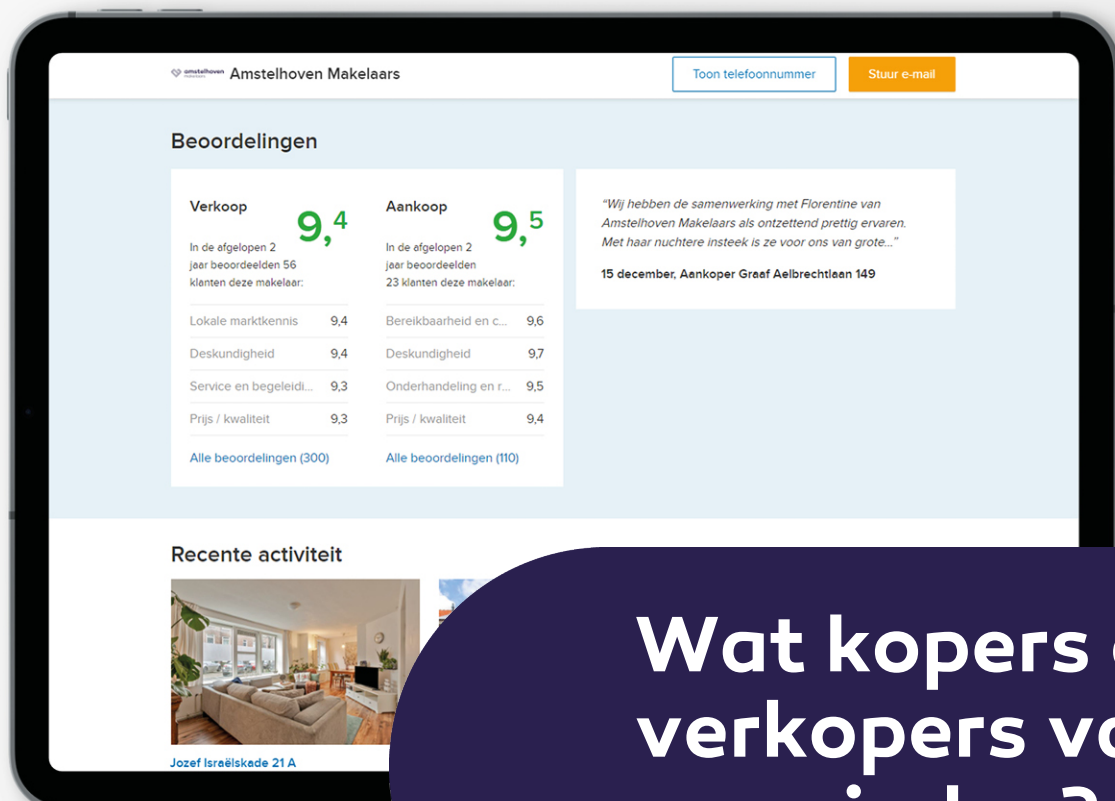 amstelhoven Amstelhoven Makelaars
Toon telefoonnummer
Stuur e-mail
Beoordelingen
Verkoop
9,4
In de afgelopen 2
jaar beoordeelden 56
klanten deze makelaar:
Lokale marktkennis 9,4
Deskundigheid 9,4
Service en begeleidi... 9,3
Prijs / kwaliteit 9,3
Alle beoordelingen (300)
Aankoop
9,5
In de afgelopen 2
jaar beoordeelden
23 klanten deze makelaar:
Bereikbaarheid en c... 9,6
Deskundigheid 9,7
Onderhandeling en r... 9,5
Prijs / kwaliteit 9,4
Alle beoordelingen (110)
“Wij hebben de samenwerking met Florentine van
Amstelhoven Makelaars als ontzettend prettig ervaren.
Met haar nuchtere insteek is ze voor ons van grote...”
15 december, Aankoper Graaf Aelbrechtlaan 149
Recente activiteit
Jozef Israëlskade 21 A
Wat kopers
verkopers